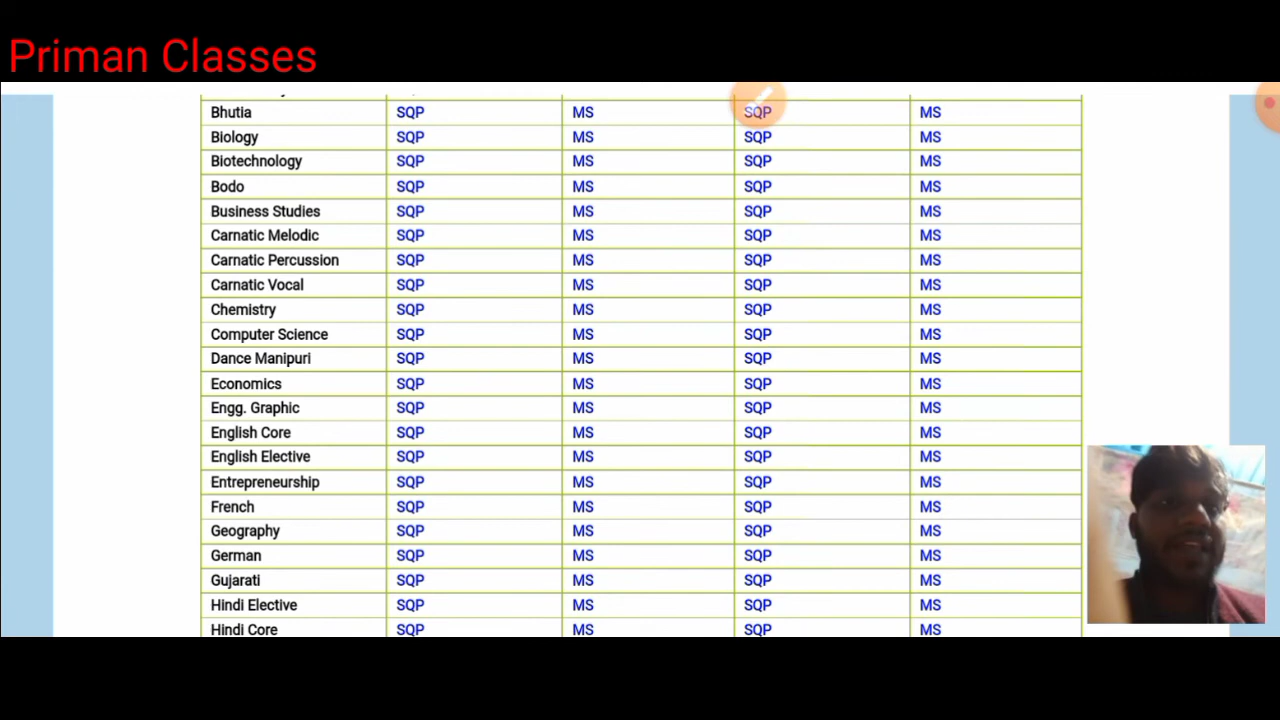 Priman Classes
Bhutia SQP MS SQP MS
Biology SQP MS SQP MS
Biotechnology SQP MS SQP MS
Bodo SQP MS SQP MS
Business Studies SQP MS SQP MS
Carnatic Melodic SQP MS SQP MS
Carnatic Percussion SQP MS SQP MS
Carnatic Vocal SQP MS SQP MS
Chemistry SQP MS SQP MS
Computer Science SQP MS SQP MS
Dance Manipuri SQP MS SQP MS
Economics SQP MS SQP MS
Engg. Graphic SQP MS SQP MS
English Core SQP MS SQP MS
English Elective SQP MS SQP MS
Entrepreneurship SQP MS SQP MS
French SQP MS SQP MS
Geography SQP MS SQP MS
German SQP MS SQP MS
Gujarati SQP MS SQP MS
Hindi Elective SQP MS SQP MS
Hindi Core SQP MS SQP MS